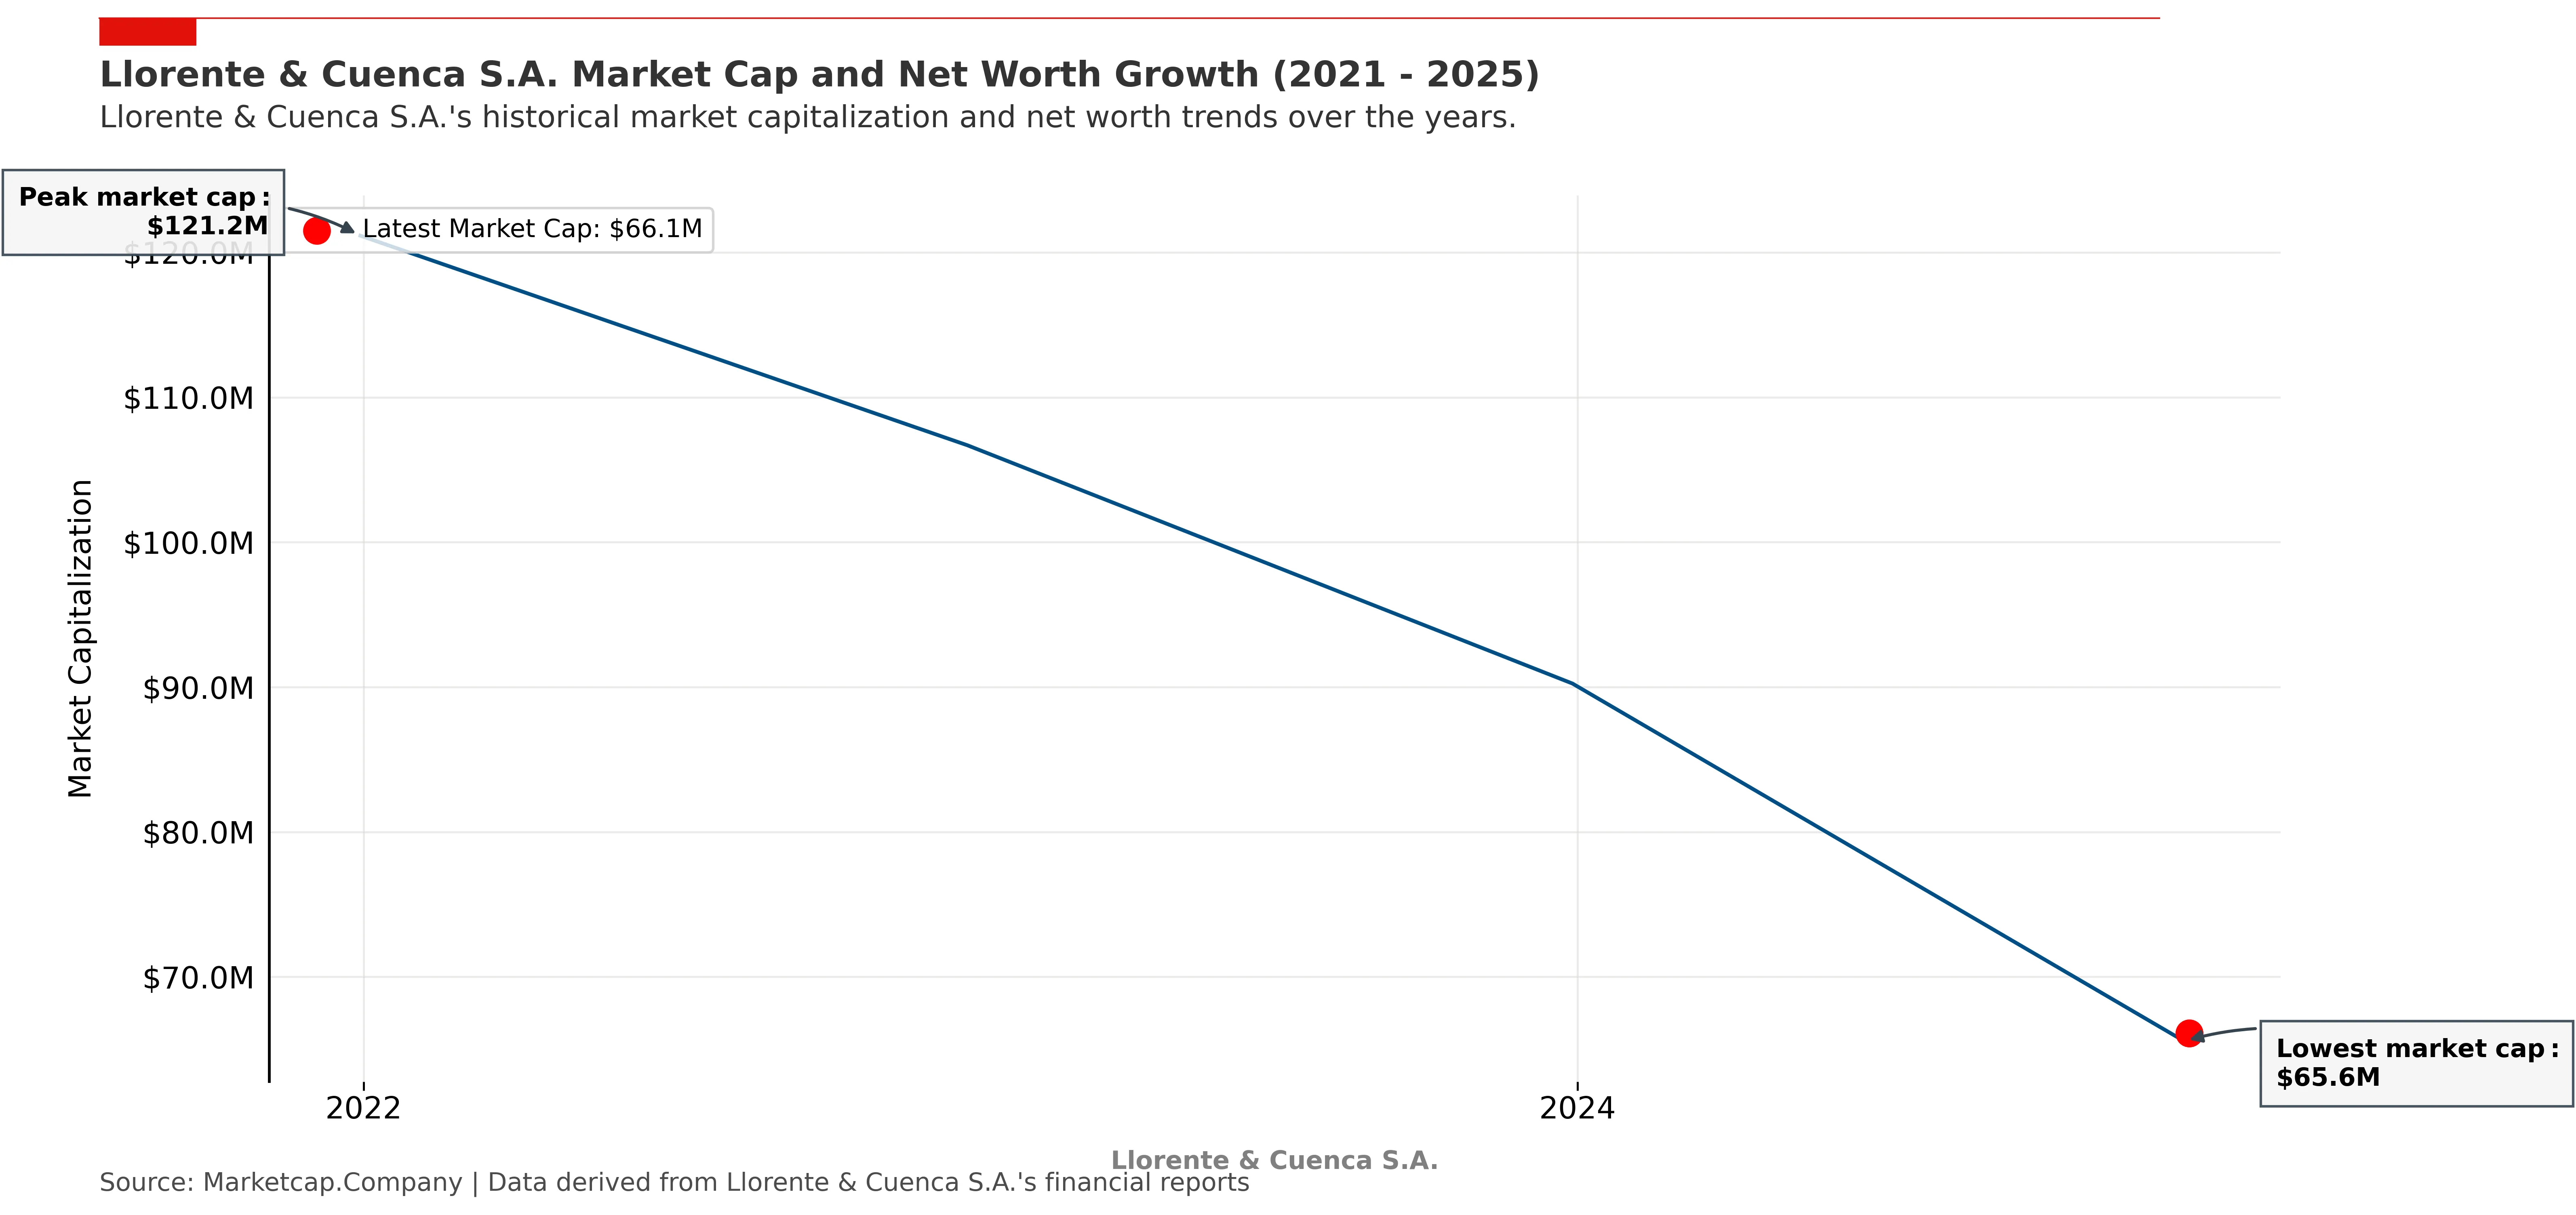 Llorente & Cuenca S.A. Market Cap and Net Worth Growth (2021 - 2025)
Llorente & Cuenca S.A.'s historical market capitalization and net worth trends over the years.
Peak market cap:
$121.2M
Latest Market Cap: $66.1M
$120.0M
$110.0M
$100.0M
$90.0M
$80.0M
$70.0M
Market Capitalization
Lowest market cap:
$65.6M
2022
2024
Llorente & Cuenca S.A.
Source: Marketcap.Company | Data derived from Llorente & Cuenca S.A.'s financial reports